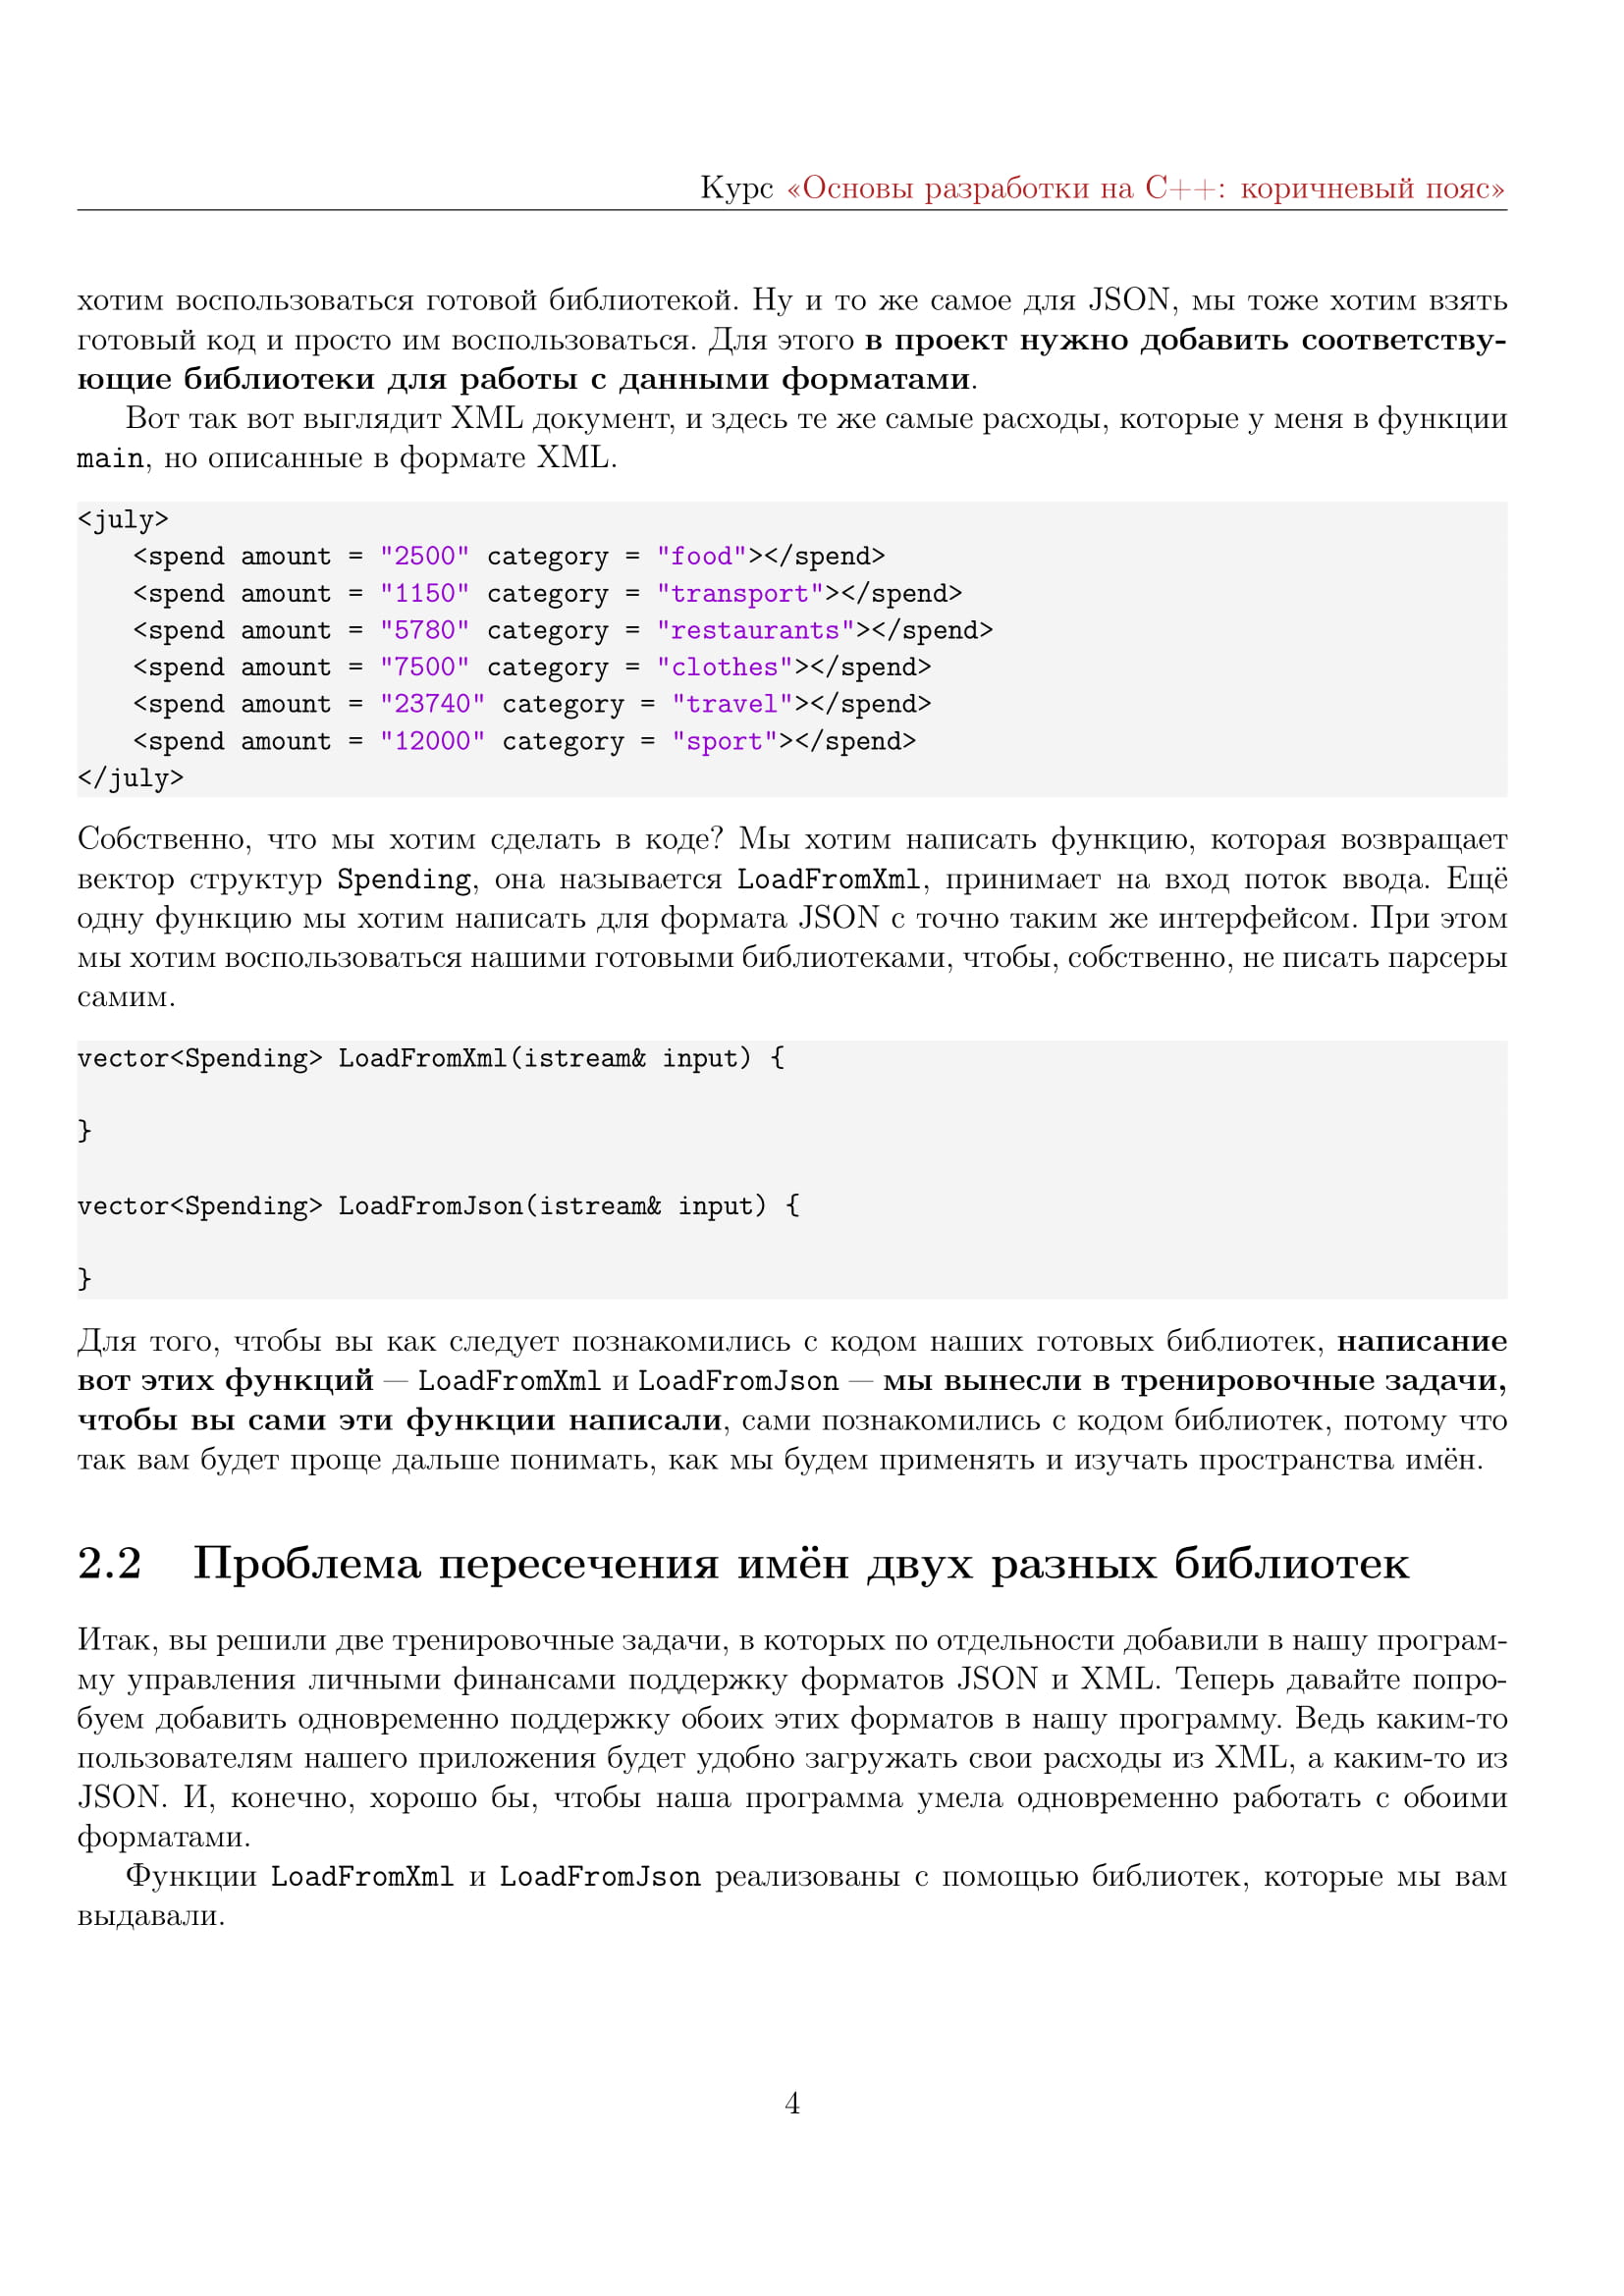 Курс «Основы разработки на C++: коричневый пояс»
хотим воспользоваться готовой библиотекой. Ну и то же самое для JSON, мы тоже хотим взять
готовый код и просто им воспользоваться. Для этого в проект нужно добавить соответству-
ющие библиотеки для работы с данными форматами.
Вот так вот выглядит XML документ, и здесь те же самые расходы, которые у меня в функции
main, но описанные в формате XML.
<july>
<spend amount = "2500" category = "food"></spend>
<spend amount = "1150" category = "transport"></spend>
<spend amount = "5780" category = "restaurants"></spend>
<spend amount = "7500" category = "clothes"></spend>
<spend amount = "23740" category = "travel"></spend>
<spend amount = "12000" category = "sport"></spend>
</july>
Собственно, что мы хотим сделать в коде? Мы хотим написать функцию, которая возвращает
вектор структур Spending, она называется LoadFromXml, принимает на вход поток ввода. Ещё
одну функцию мы хотим написать для формата JSON с точно таким же интерфейсом. При этом
мы хотим воспользоваться нашими готовыми библиотеками, чтобы, собственно, не писать парсеры
самим.
vector<Spending> LoadFromXml(istream& input) {
}
vector<Spending> LoadFromJson(istream& input) {
}
Для того, чтобы вы как следует познакомились с кодом наших готовых библиотек, написание
вот этих функций — LoadFromXml и LoadFromJson — мы вынесли в тренировочные задачи,
чтобы вы сами эти функции написали, сами познакомились с кодом библиотек, потому что
так вам будет проще дальше понимать, как мы будем применять и изучать пространства имён.
2.2 Проблема пересечения имён двух разных библиотек
Итак, вы решили две тренировочные задачи, в которых по отдельности добавили в нашу програм-
му управления личными финансами поддержку форматов JSON и XML. Теперь давайте попро-
буем добавить одновременно поддержку обоих этих форматов в нашу программу. Ведь каким-то
пользователям нашего приложения будет удобно загружать свои расходы из XML, а каким-то из
JSON. И, конечно, хорошо бы, чтобы наша программа умела одновременно работать с обоими
форматами.
Функции LoadFromXml и LoadFromJson реализованы с помощью библиотек, которые мы вам
выдавали.
4